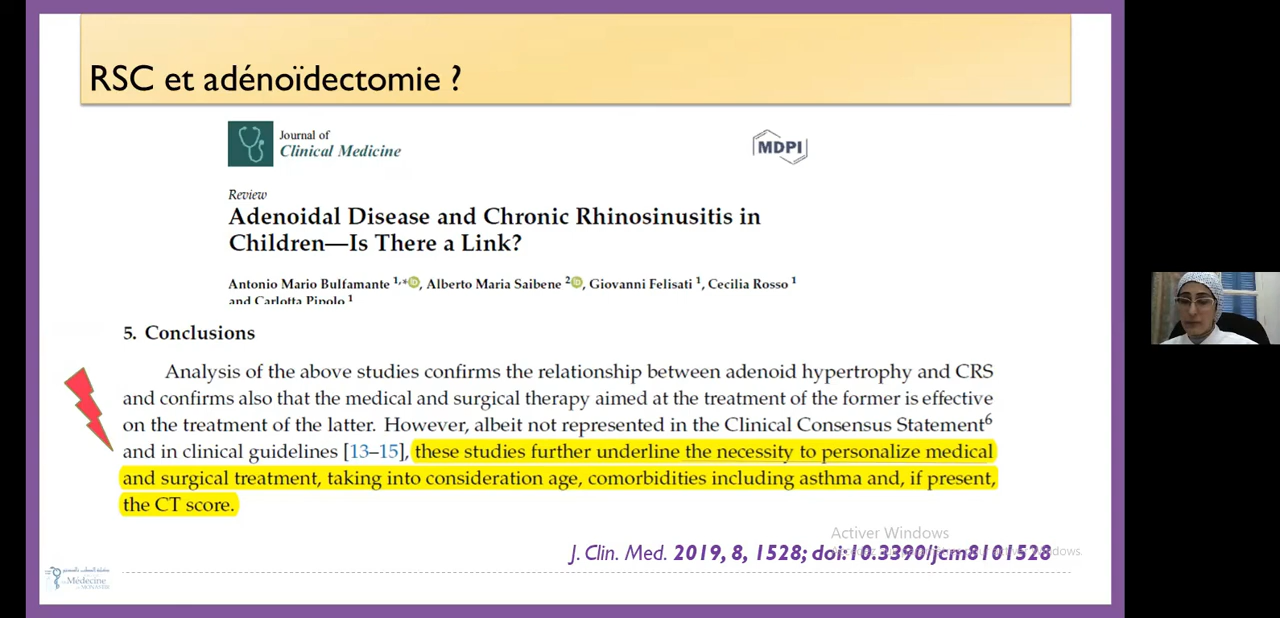 RSC et adénoïdectomie ?
Journal of
Clinical Medicine
MDPI
Review
Adenoidal Disease and Chronic Rhinosinusitis in
Children—Is There a Link?
Antonio Mario Bulfamante 1,*, Alberto Maria Saibene 2, Giovanni Felisati 1, Cecilia Rosso 1
and Carlotta Pipolo 1
5. Conclusions
Analysis of the above studies confirms the relationship between adenoid hypertrophy and CRS
and confirms also that the medical and surgical therapy aimed at the treatment of the former is effective
on the treatment of the latter. However, albeit not represented in the Clinical Consensus Statement6
and in clinical guidelines [13–15], these studies further underline the necessity to personalize medical
and surgical treatment, taking into consideration age, comorbidities including asthma and, if present,
the CT score.
Activer Windows
J. Clin. Med. 2019, 8, 1528; doi:10.3390/jcm8101528
Médecine